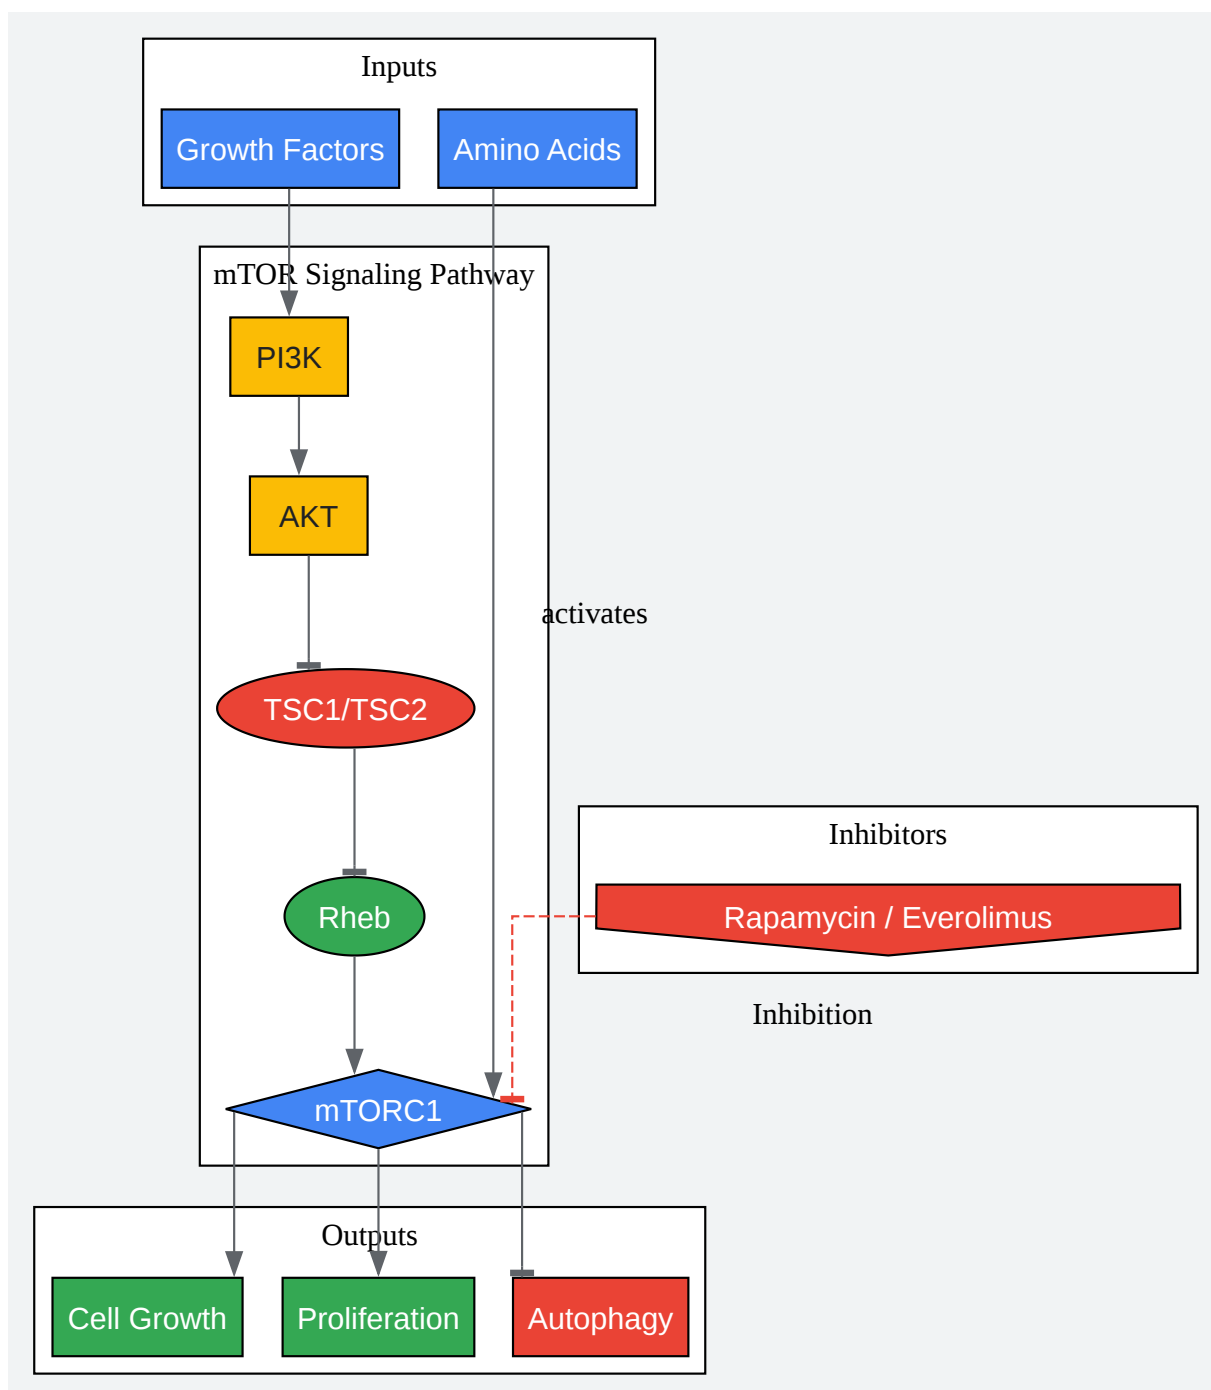 Inputs
Growth Factors
Amino Acids
mTOR Signaling Pathway
PI3K
AKT
activates
TSC1/TSC2
Inhibitors
Rheb
Rapamycin / Everolimus
Inhibition
mTORC1
Outputs
Cell Growth
Proliferation
Autophagy